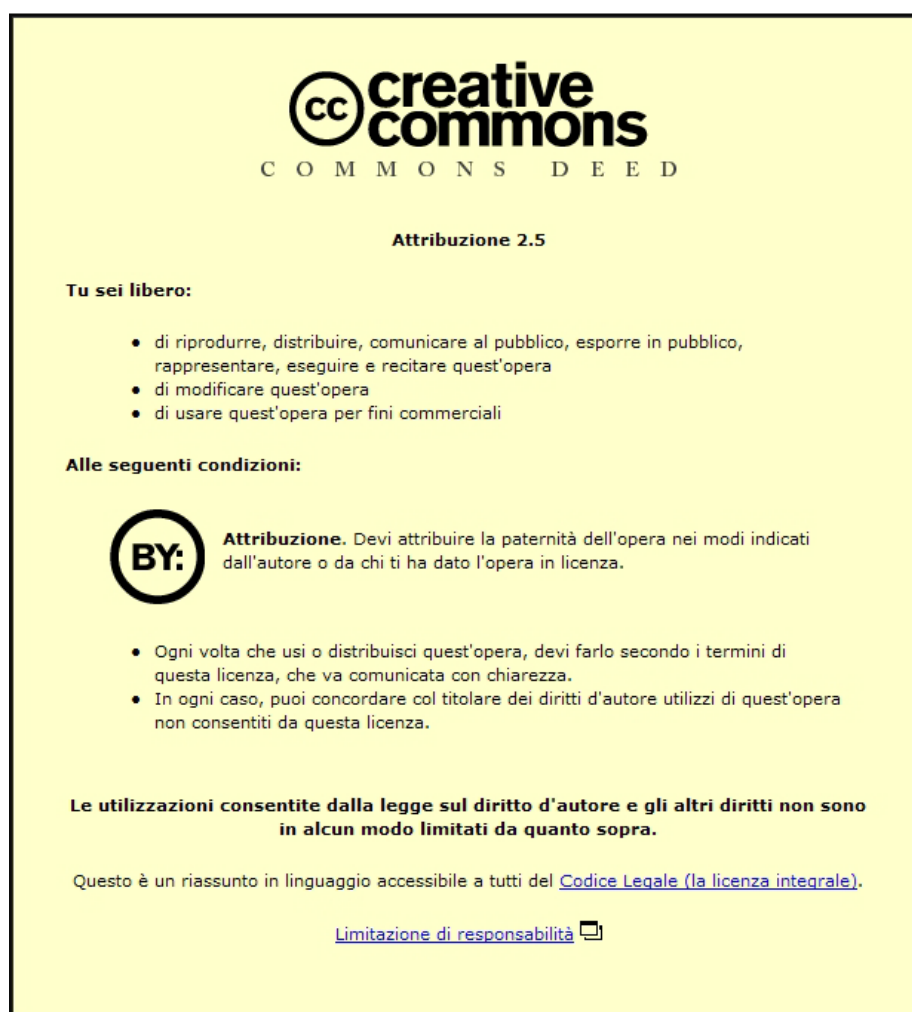 cc creative
commons
COMMONS DEED
Attribuzione 2.5
Tu sei libero:
• di riprodurre, distribuire, comunicare al pubblico, esporre in pubblico,
rappresentare, eseguire e recitare quest'opera
• di modificare quest'opera
• di usare quest'opera per fini commerciali
Alle seguenti condizioni:
BY:
Attribuzione. Devi attribuire la paternità dell'opera nei modi indicati
dall'autore o da chi ti ha dato l'opera in licenza.
• Ogni volta che usi o distribuisci quest'opera, devi farlo secondo i termini di
questa licenza, che va comunicata con chiarezza.
• In ogni caso, puoi concordare col titolare dei diritti d'autore utilizzi di quest'opera
non consentiti da questa licenza.
Le utilizzazioni consentite dalla legge sul diritto d'autore e gli altri diritti non sono
in alcun modo limitati da quanto sopra.
Questo è un riassunto in linguaggio accessibile a tutti del Codice Legale (la licenza integrale).
Limitazione di responsabilità